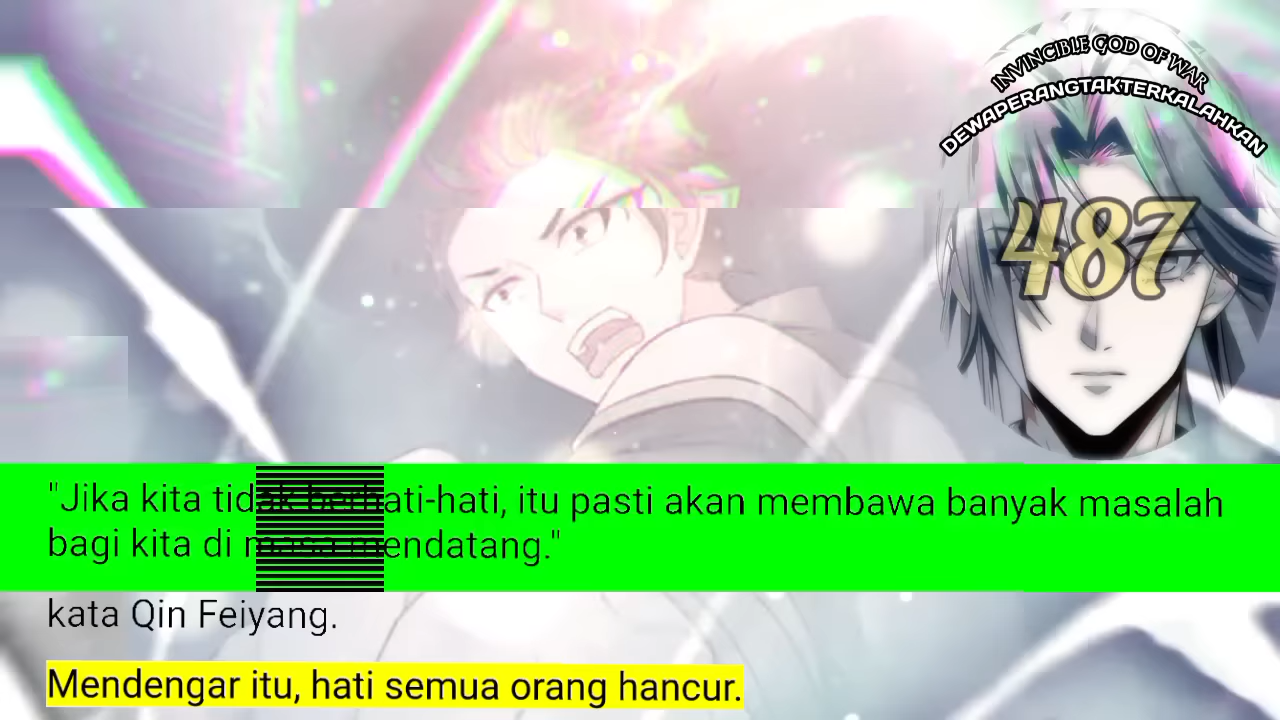 INVINCIBLE GOD OF WAR
DEWAPERANGTAKTERKALAHKAN
487
"Jika kita tidak berhati-hati, itu pasti akan membawa banyak masalah
bagi kita di masa mendatang."
kata Qin Feiyang.
Mendengar itu, hati semua orang hancur.